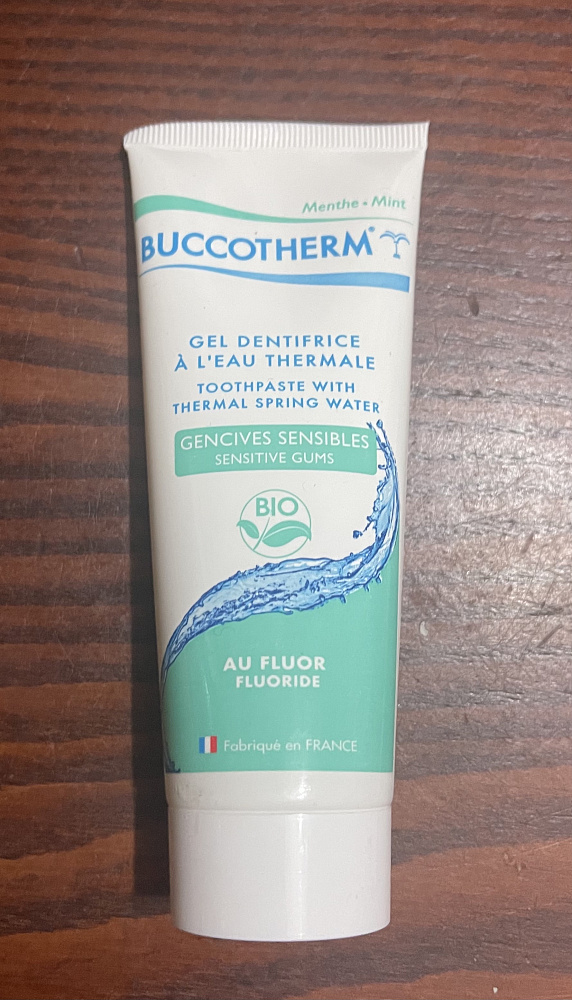 Menthe • Mint
BUCCOTHERM®
GEL DENTIFRICE
À L'EAU THERMALE
TOOTHPASTE WITH
THERMAL SPRING WATER
GENCIVES SENSIBLES
SENSITIVE GUMS
BIO
AU FLUOR
FLUORIDE
Fabriqué en FRANCE